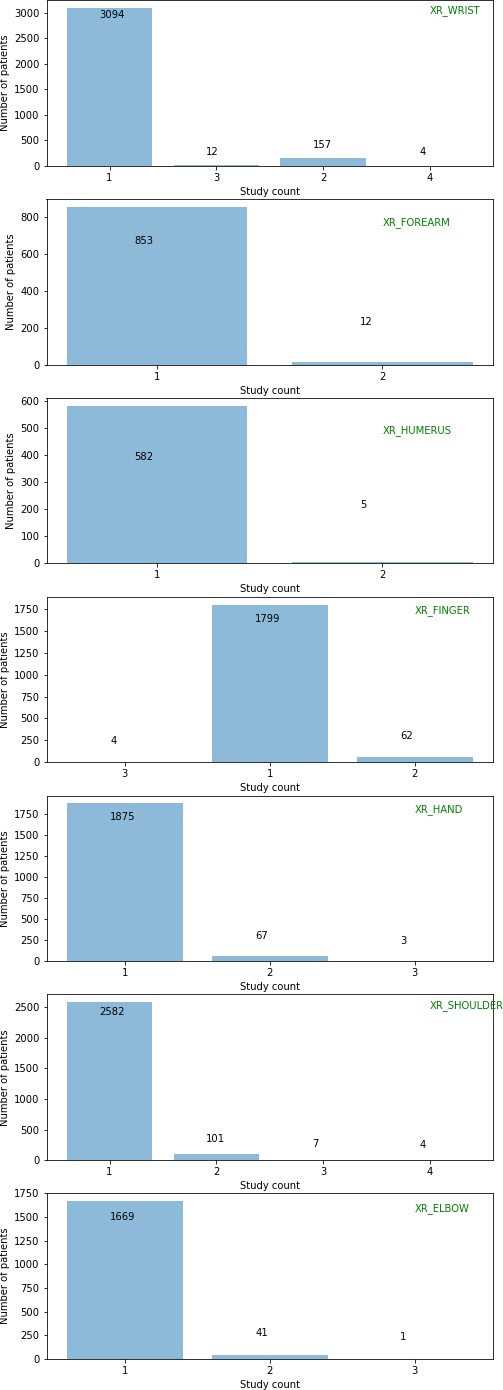 XR_WRIST
Number of patients
3000
2500
2000
1500
1000
500
0
3094
12
157
4
1 3 2 4
Study count
XR_FOREARM
Number of patients
800
600
400
200
0
853
12
1 2
Study count
XR_HUMERUS
Number of patients
600
500
400
300
200
100
0
582
5
1 2
Study count
XR_FINGER
Number of patients
1750
1500
1250
1000
750
500
250
0
4
1799
62
3 1 2
Study count
XR_HAND
Number of patients
1750
1500
1250
1000
750
500
250
0
1875
67
3
1 2 3
Study count
XR_SHOULDER
Number of patients
2500
2000
1500
1000
500
0
2582
101
7
4
1 2 3 4
Study count
XR_ELBOW
Number of patients
1750
1500
1250
1000
750
500
250
0
1669
41
1
1 2 3
Study count